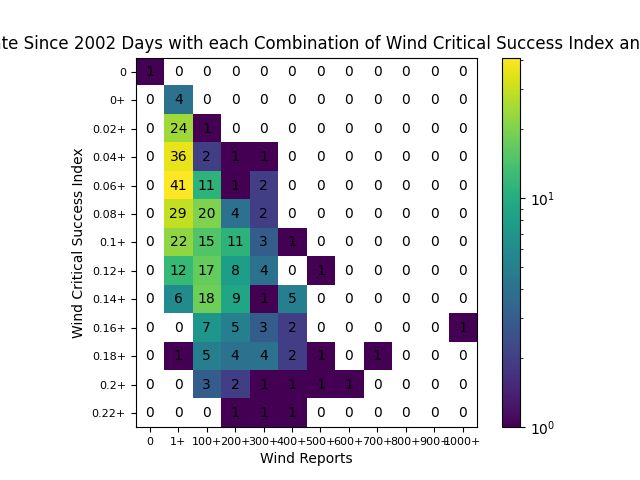 te Since 2002 Days with each Combination of Wind Critical Success Index an
0 1 0 0 0 0 0 0 0 0 0 0 0
0+ 0 4 0 0 0 0 0 0 0 0 0 0
0.02+ 0 24 1 0 0 0 0 0 0 0 0 0
0.04+ 0 36 2 1 1 0 0 0 0 0 0 0
0.06+ 0 41 11 1 2 0 0 0 0 0 0 0
0.08+ 0 29 20 4 2 0 0 0 0 0 0 0
0.1+ 0 22 15 11 3 1 0 0 0 0 0 0
0.12+ 0 12 17 8 4 0 1 0 0 0 0 0
0.14+ 0 6 18 9 1 5 0 0 0 0 0 0
0.16+ 0 0 7 5 3 2 0 0 0 0 0 1
0.18+ 0 1 5 4 4 2 1 0 1 0 0 0
0.2+ 0 0 3 2 1 1 1 1 0 0 0 0
0.22+ 0 0 0 1 1 1 0 0 0 0 0 0
0 1+ 100+ 200+ 300+ 400+ 500+ 600+ 700+ 800+ 900+ 1000+
Wind Reports
Wind Critical Success Index
10¹
10⁰